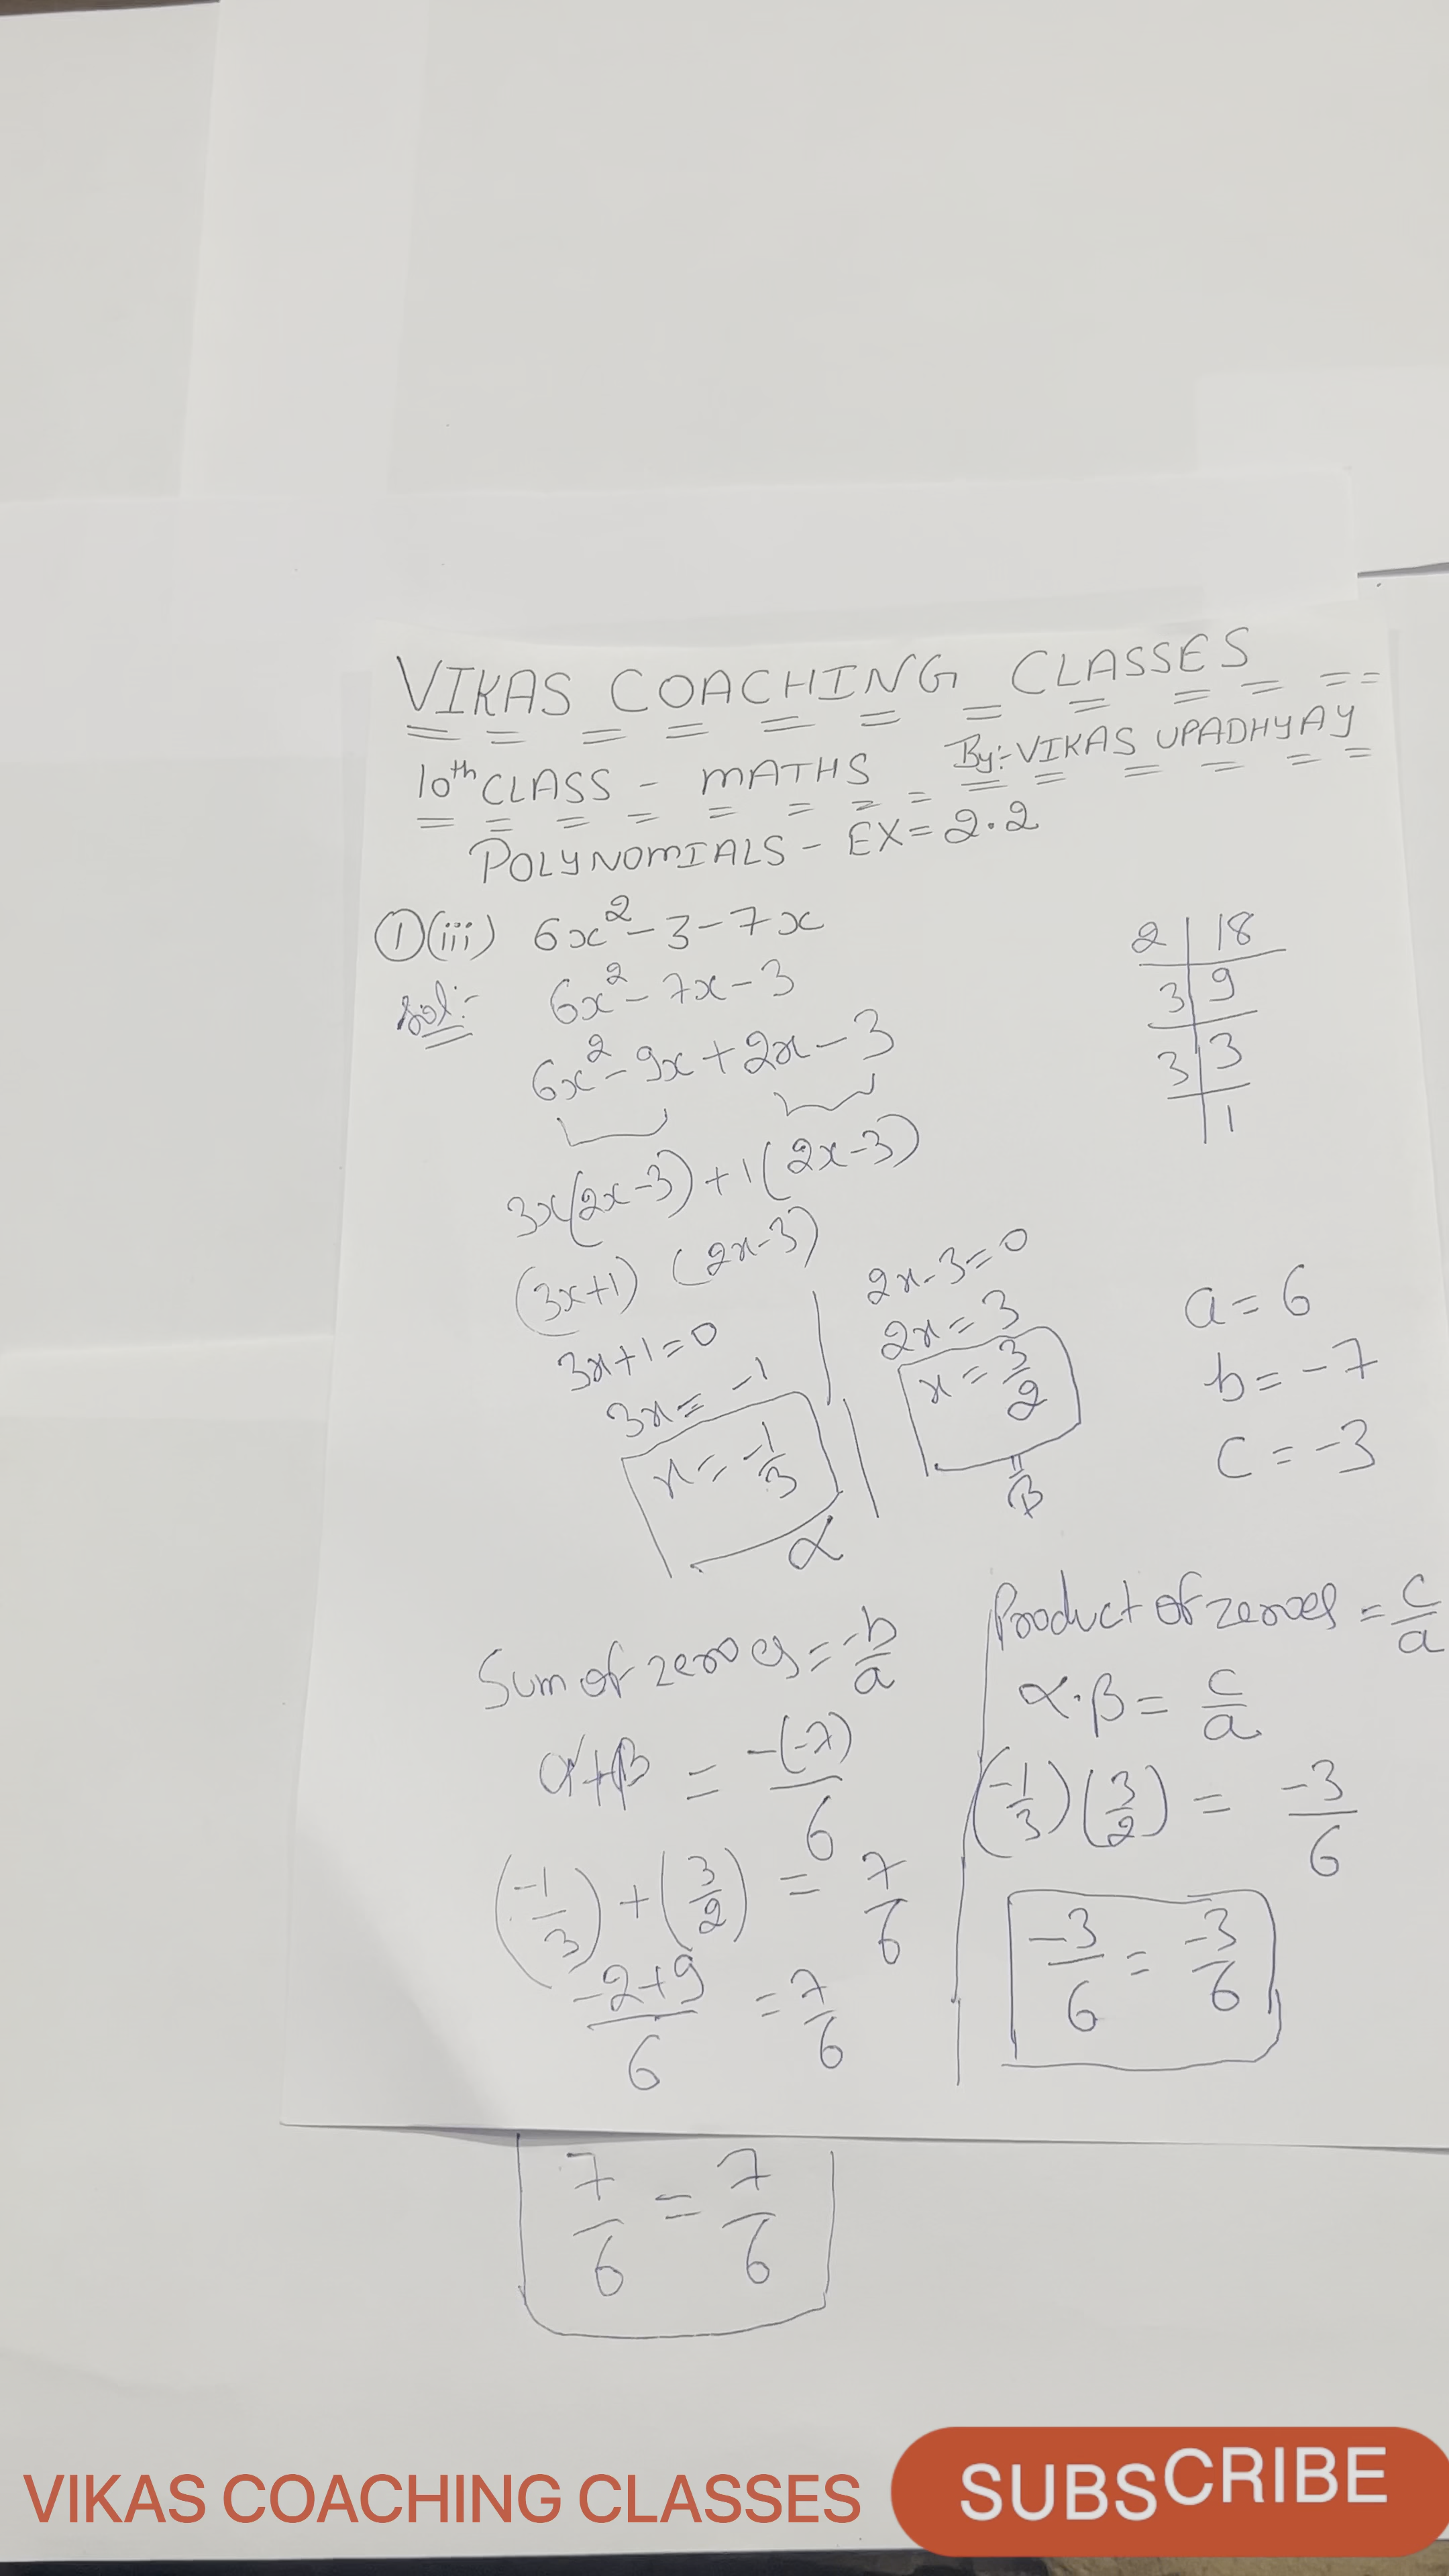 VIKAS COACHING CLASSES
10th CLASS - MATHS By:- VIKAS UPADHYAY
POLYNOMIALS - EX = 2.2
①(iii) 6x² - 3 - 7x
Sol:- 6x² - 7x - 3
6x² - 9x + 2x - 3
3x(2x-3) + 1(2x-3)
(3x+1) (2x-3)
2 | 18
3 | 9
3 | 3
1
3x+1=0
3x = -1
x = -1/3
α
2x-3=0
2x = 3
x = 3/2
β
a = 6
b = -7
c = -3
Sum of zeroes = -b/a
α+β = -(-7)/6
(-1/3) + (3/2) = 7/6
-2+9/6 = 7/6
7/6 = 7/6
Product of zeroes = c/a
α.β = c/a
(-1/3)(3/2) = -3/6
-3/6 = -3/6
VIKAS COACHING CLASSES
SUBSCRIBE